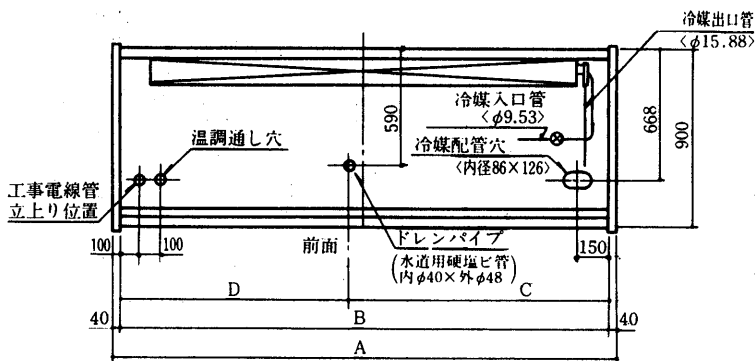 冷媒出口管
<φ15.88>
冷媒入口管
<φ9.53>
590
668
900
温調通し穴
冷媒配管穴
<内径86×126>
工事電線管
立上り位置
100
100
前面
ドレンパイプ
(水道用硬塩ビ管
内φ40×外φ48)
150
D
C
40
B
40
A